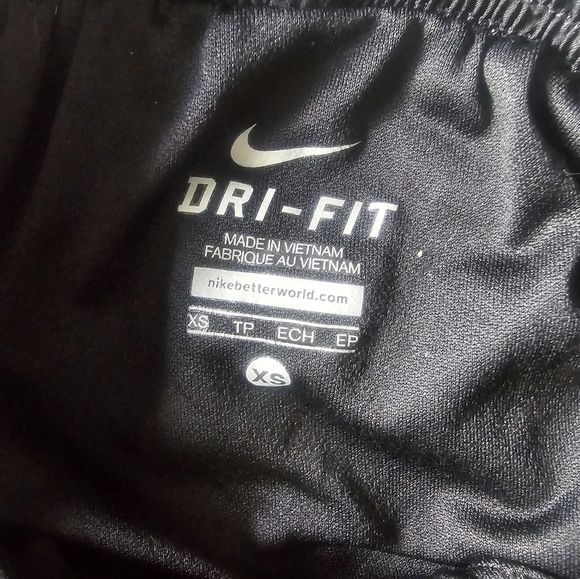 DRI-FIT
MADE IN VIETNAM
FABRIQUE AU VIETNAM
nikebetterworld.com
XS TP ECH EP
XS